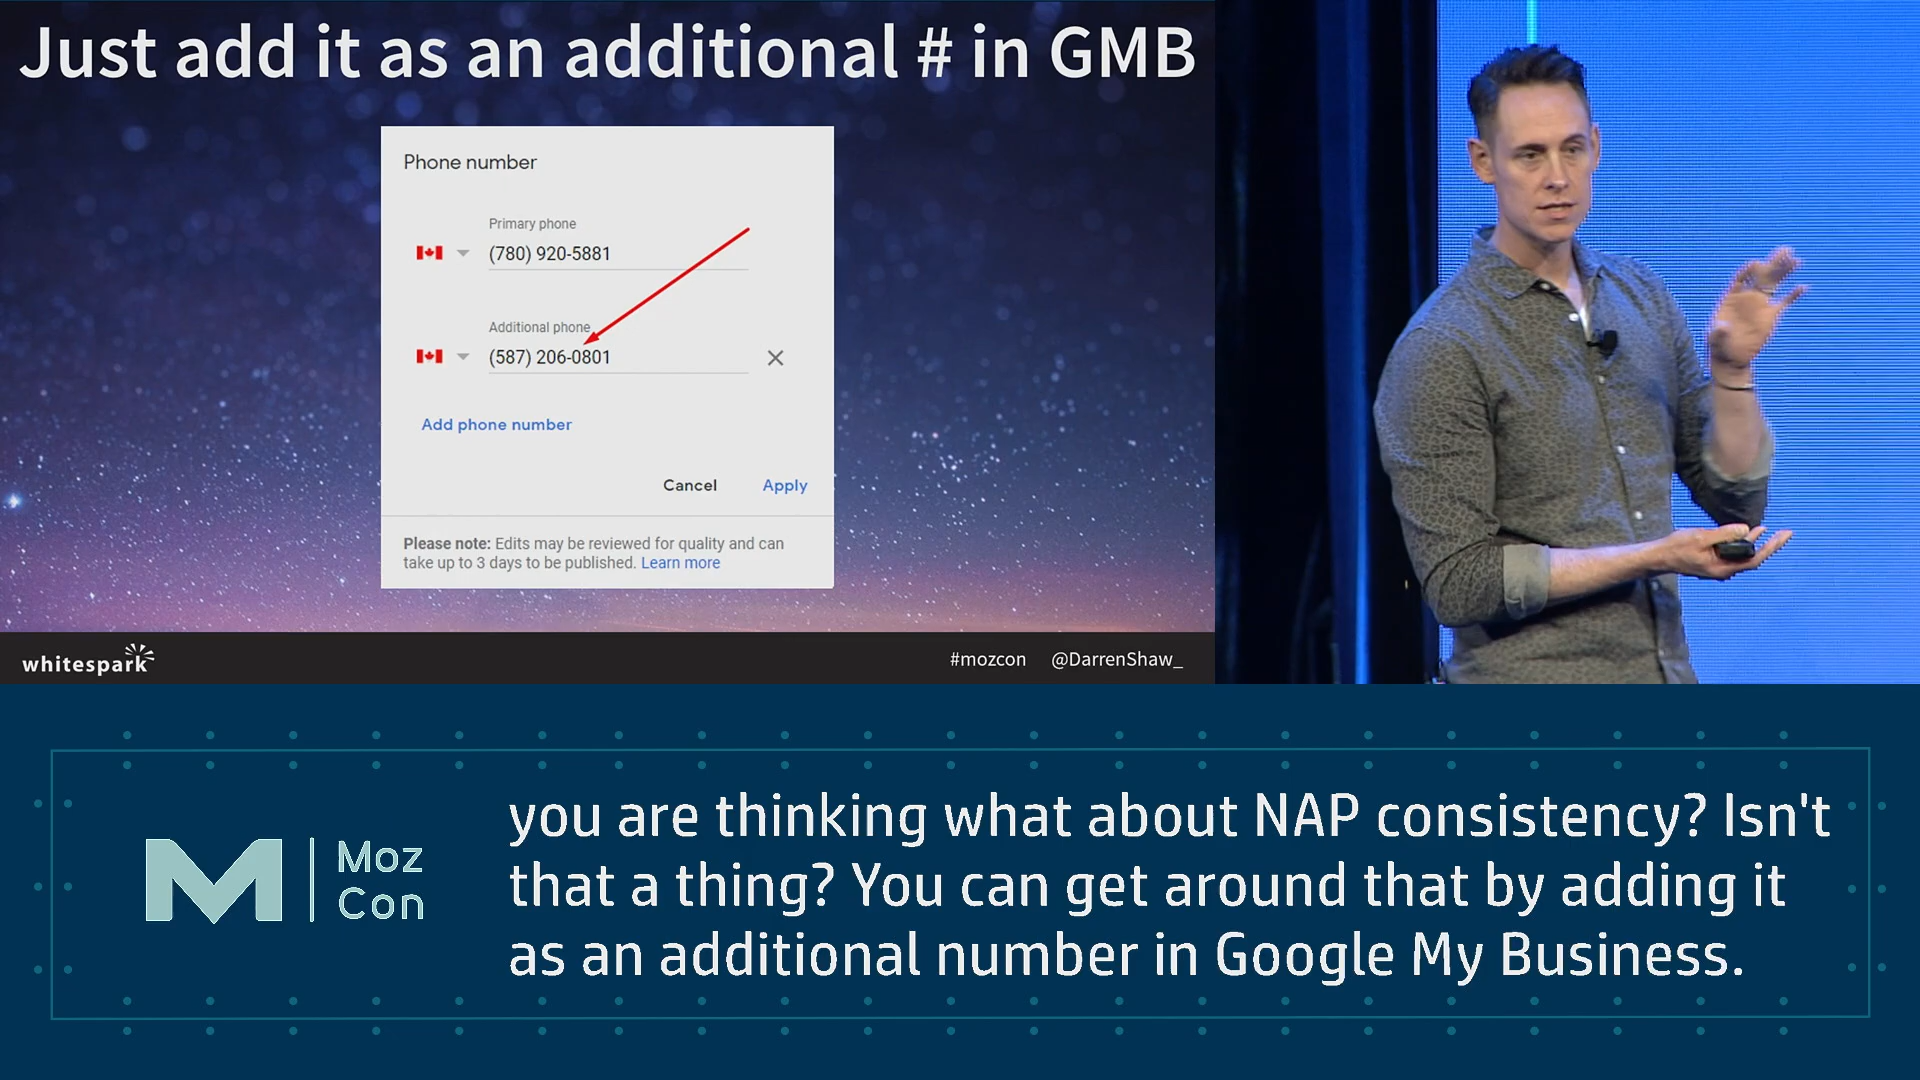 Just add it as an additional # in GMB
Phone number
Primary phone
(780) 920-5881
Additional phone
(587) 206-0801
Add phone number
Cancel
Apply
Please note: Edits may be reviewed for quality and can
take up to 3 days to be published. Learn more
whitespark
#mozcon
@DarrenShaw_
Moz
Con
you are thinking what about NAP consistency? Isn't
that a thing? You can get around that by adding it
as an additional number in Google My Business.